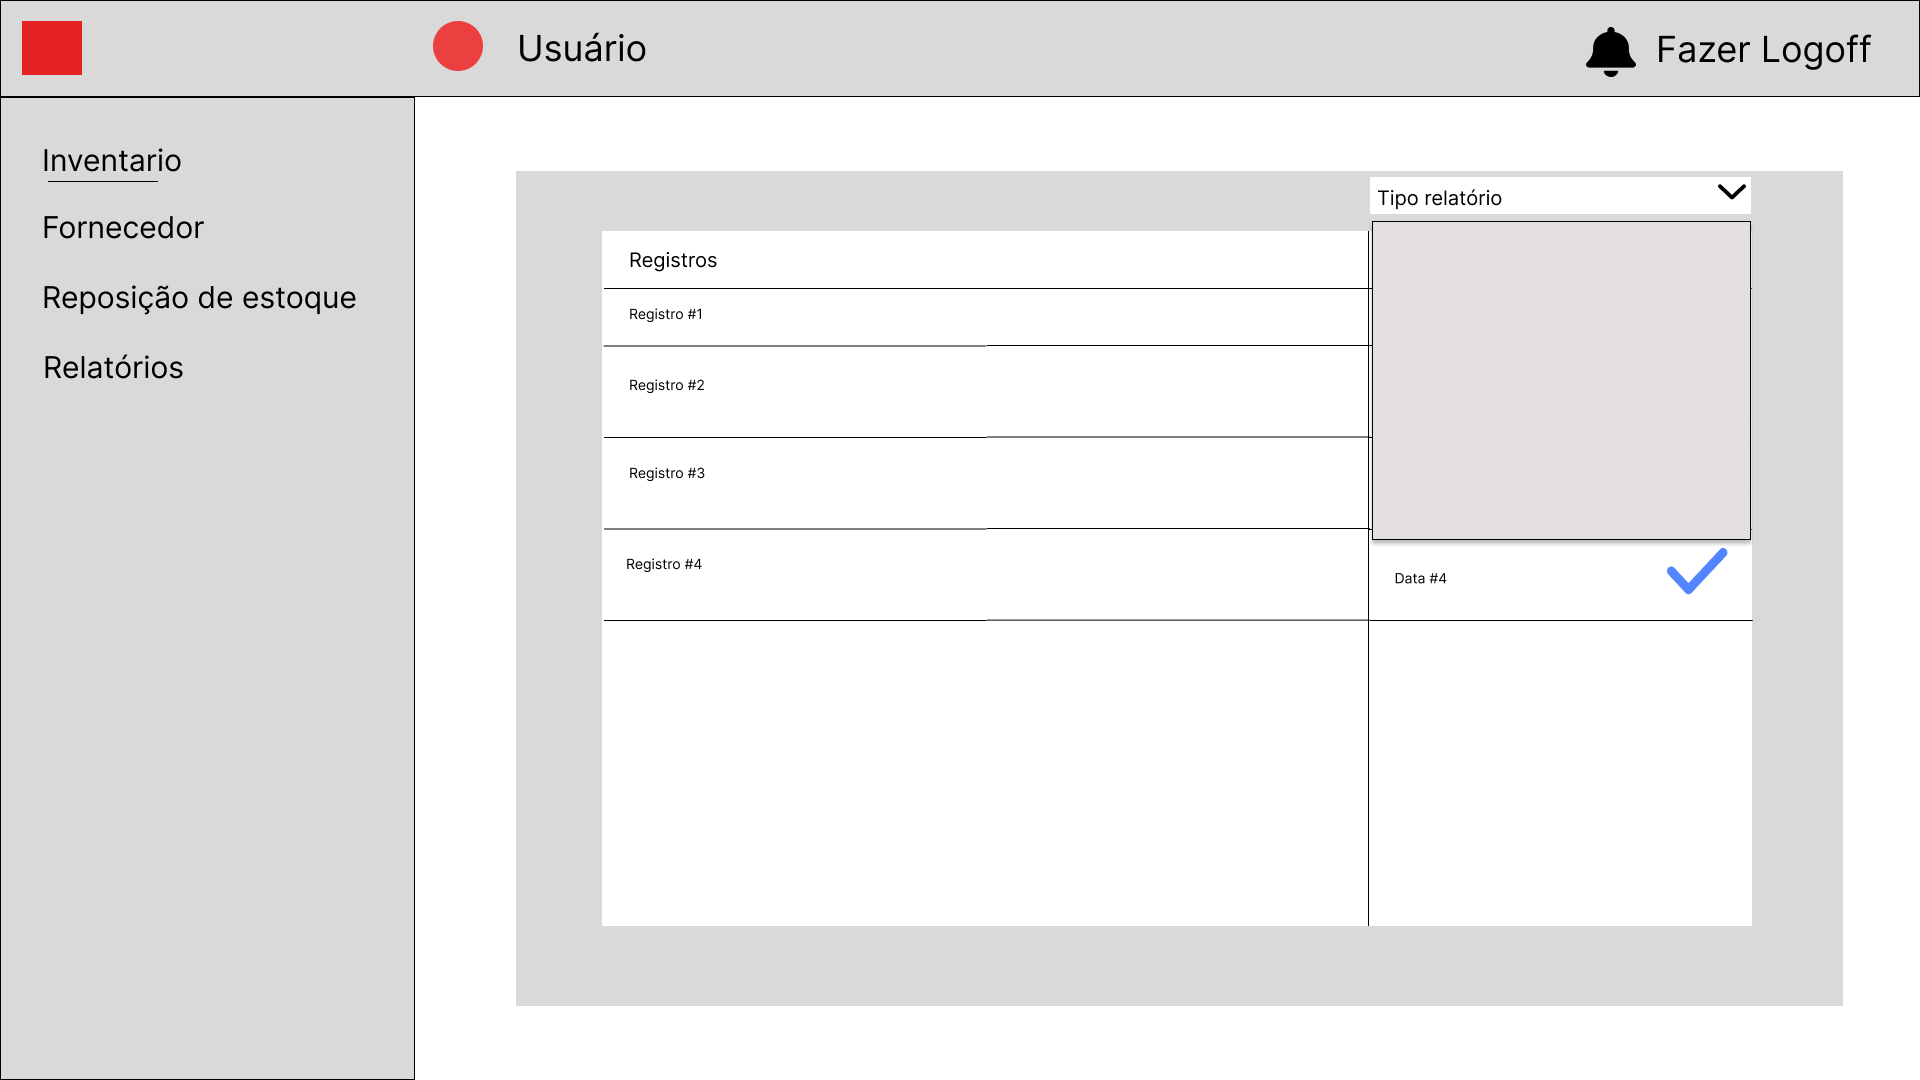 Usuário
Fazer Logoff
Inventario
Fornecedor
Reposição de estoque
Relatórios
Tipo relatório
Registros
Registro #1
Registro #2
Registro #3
Registro #4
Data #4